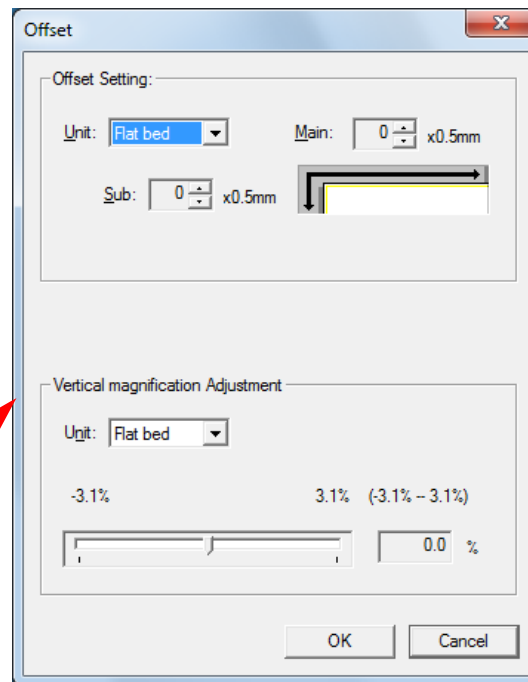 Offset
Offset Setting:
Unit: Flat bed Main: 0 x0.5mm
Sub: 0 x0.5mm
Vertical magnification Adjustment
Unit: Flat bed
-3.1% 3.1% (-3.1% -- 3.1%)
0.0 %
OK Cancel